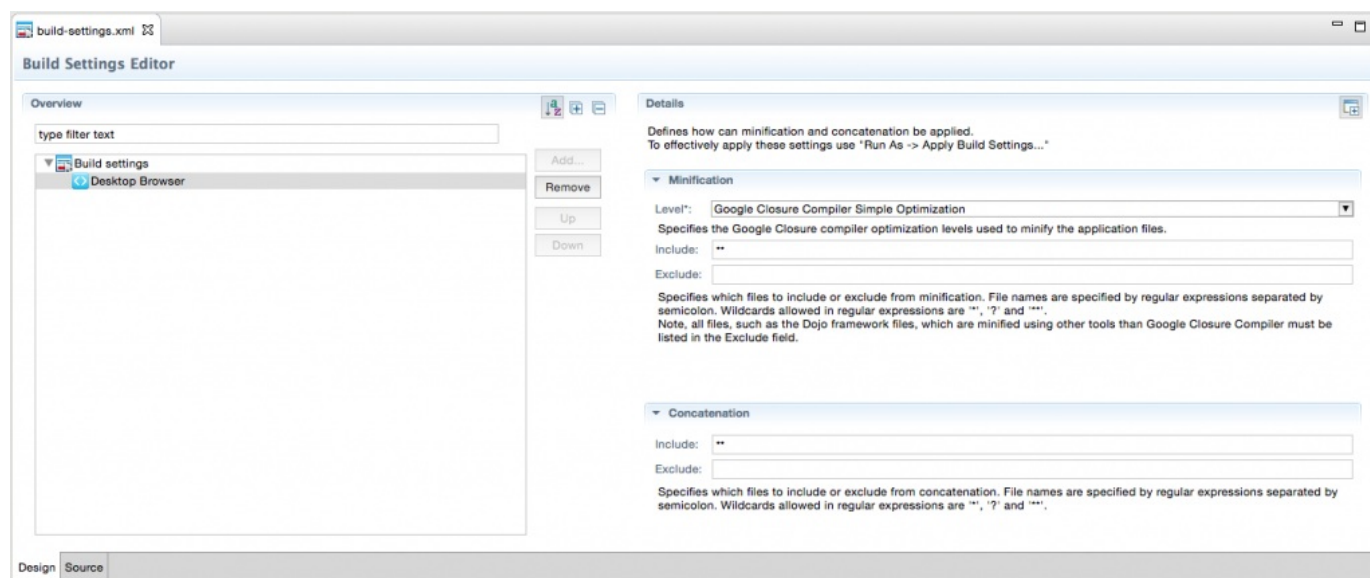 build-settings.xml
Build Settings Editor
Overview
type filter text
Build settings
Desktop Browser
Add...
Remove
Up
Down
Details
Defines how can minification and concatenation be applied.
To effectively apply these settings use "Run As -> Apply Build Settings..."
Minification
Level*: Google Closure Compiler Simple Optimization
Specifies the Google Closure compiler optimization levels used to minify the application files.
Include: **
Exclude:
Specifies which files to include or exclude from minification. File names are specified by regular expressions separated by
semicolon. Wildcards allowed in regular expressions are '*', '?' and '**'.
Note, all files, such as the Dojo framework files, which are minified using other tools than Google Closure Compiler must be
listed in the Exclude field.
Concatenation
Include: **
Exclude:
Specifies which files to include or exclude from concatenation. File names are specified by regular expressions separated by
semicolon. Wildcards allowed in regular expressions are '*', '?' and '**'.
Design Source